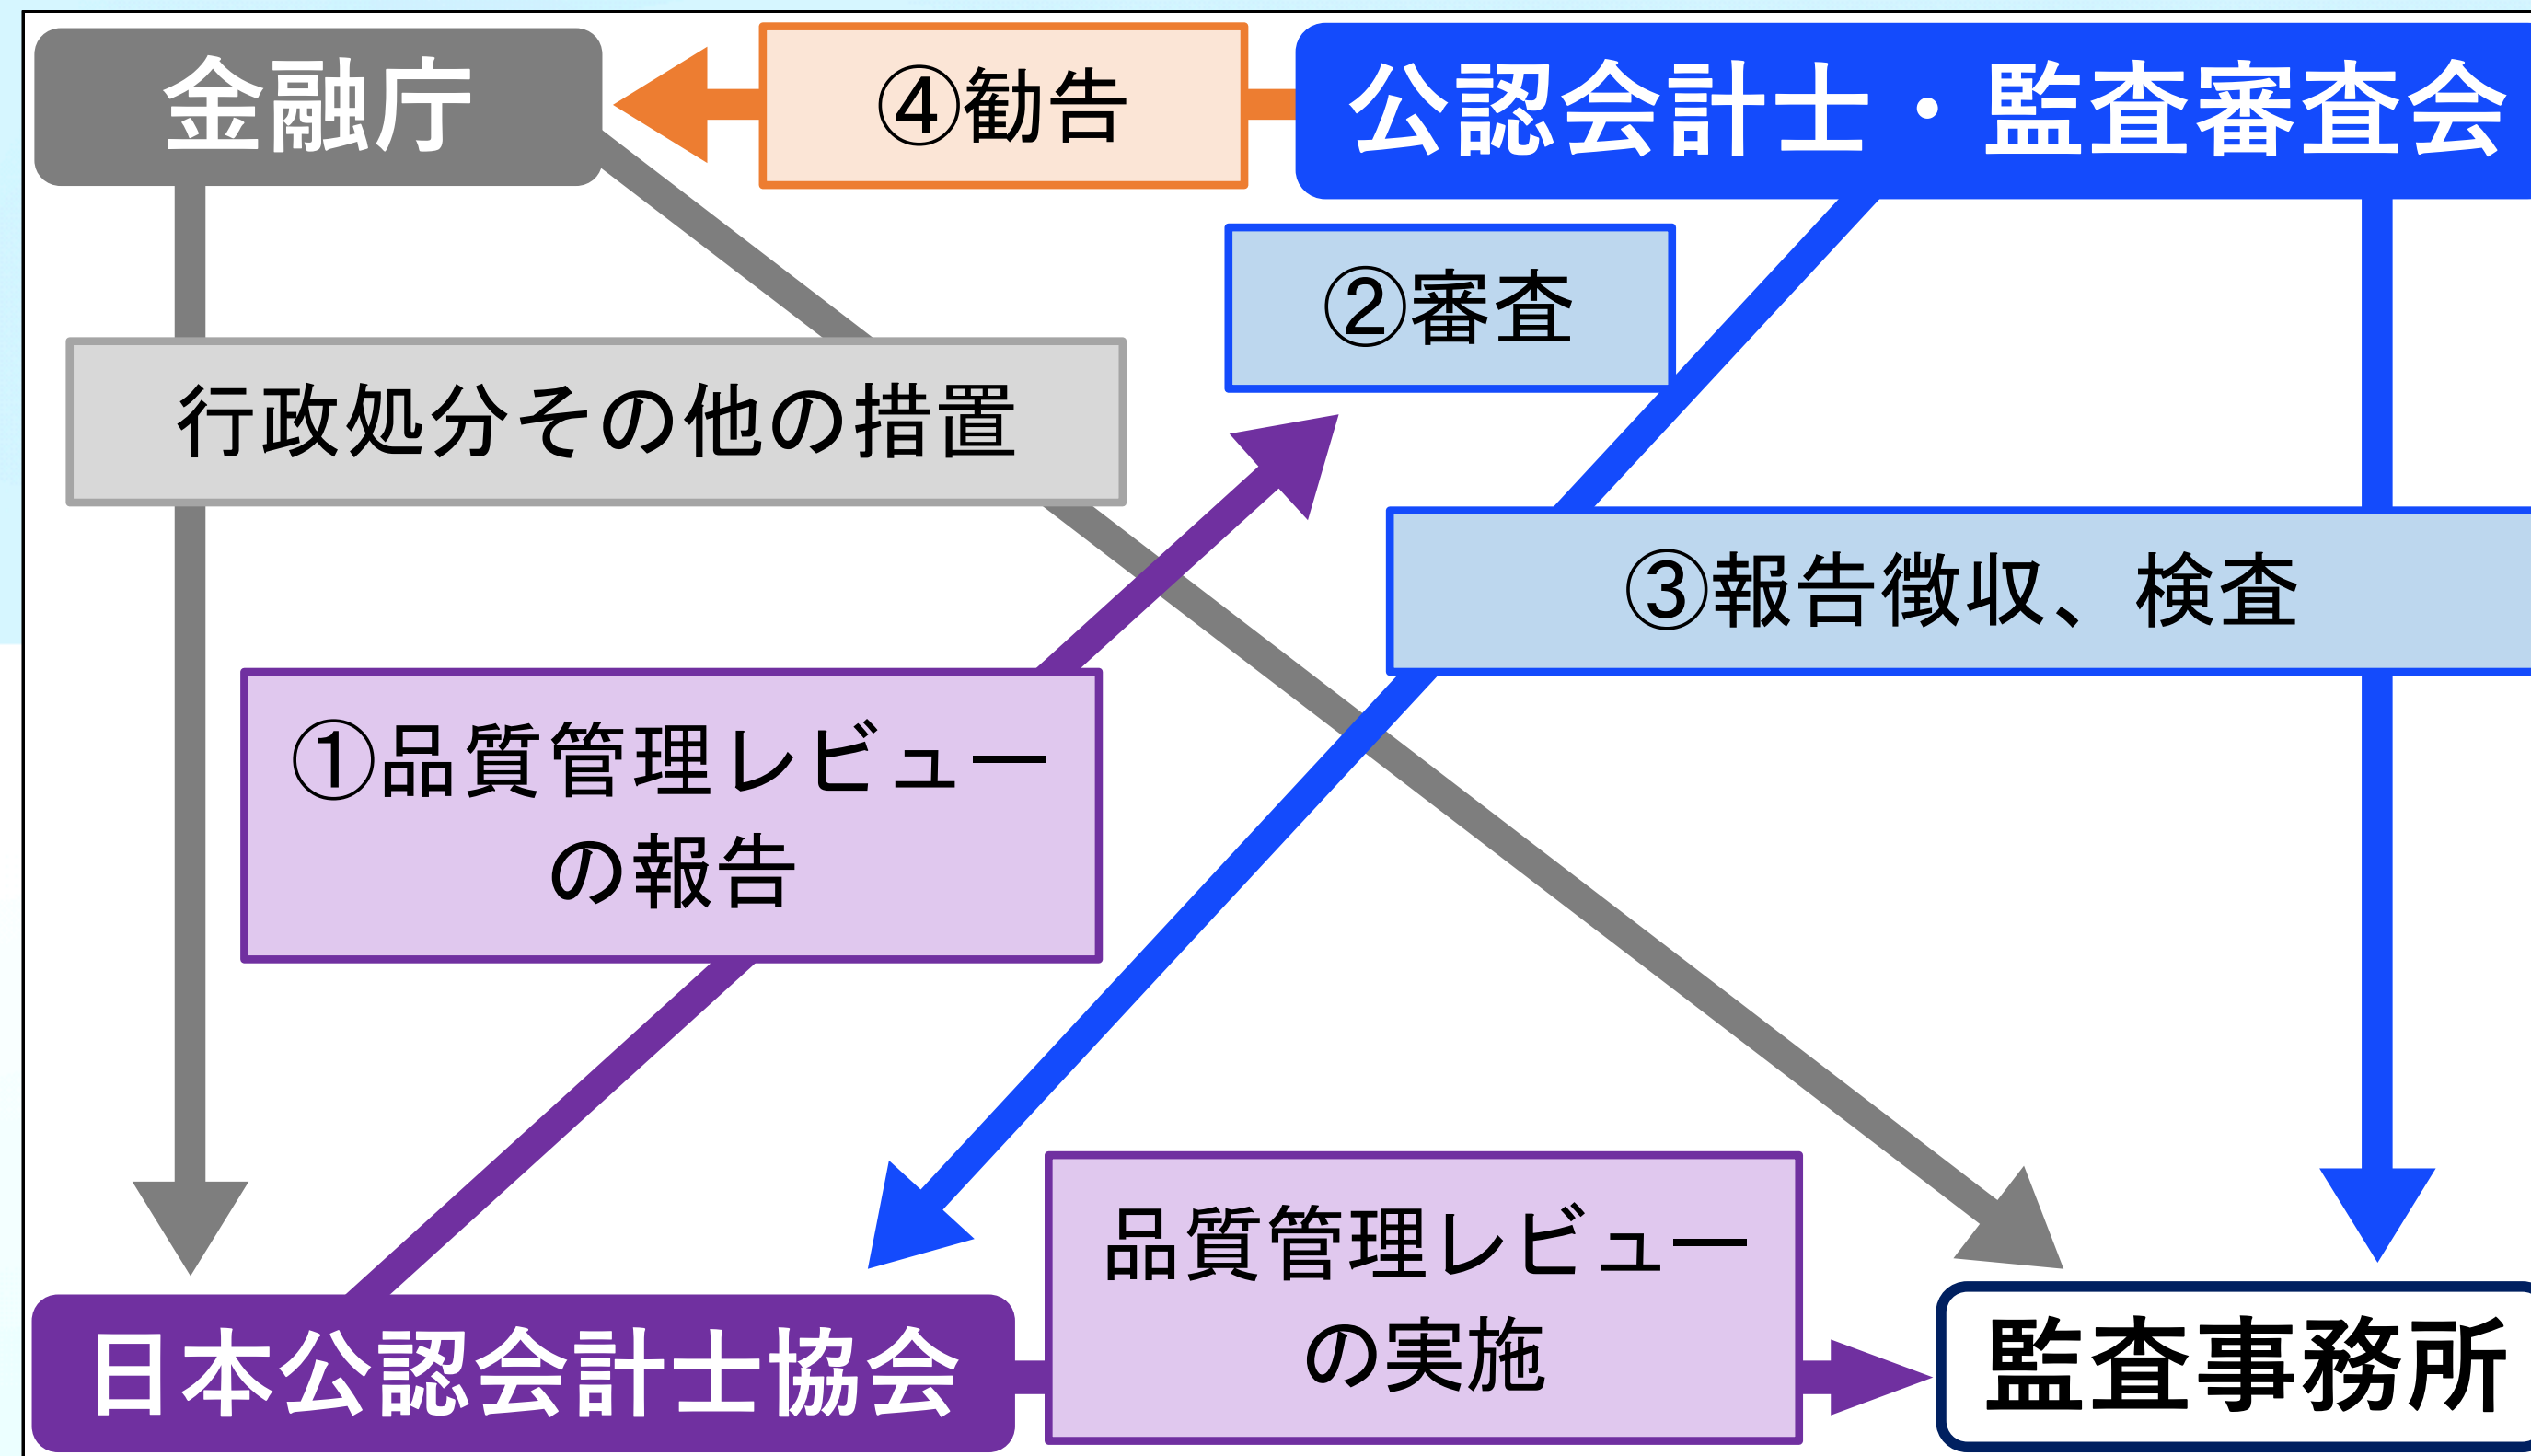 金融庁
④勧告
公認会計士・監査審査会
②審査
行政処分その他の措置
③報告徴収、検査
①品質管理レビュー
の報告
品質管理レビュー
の実施
日本公認会計士協会
監査事務所